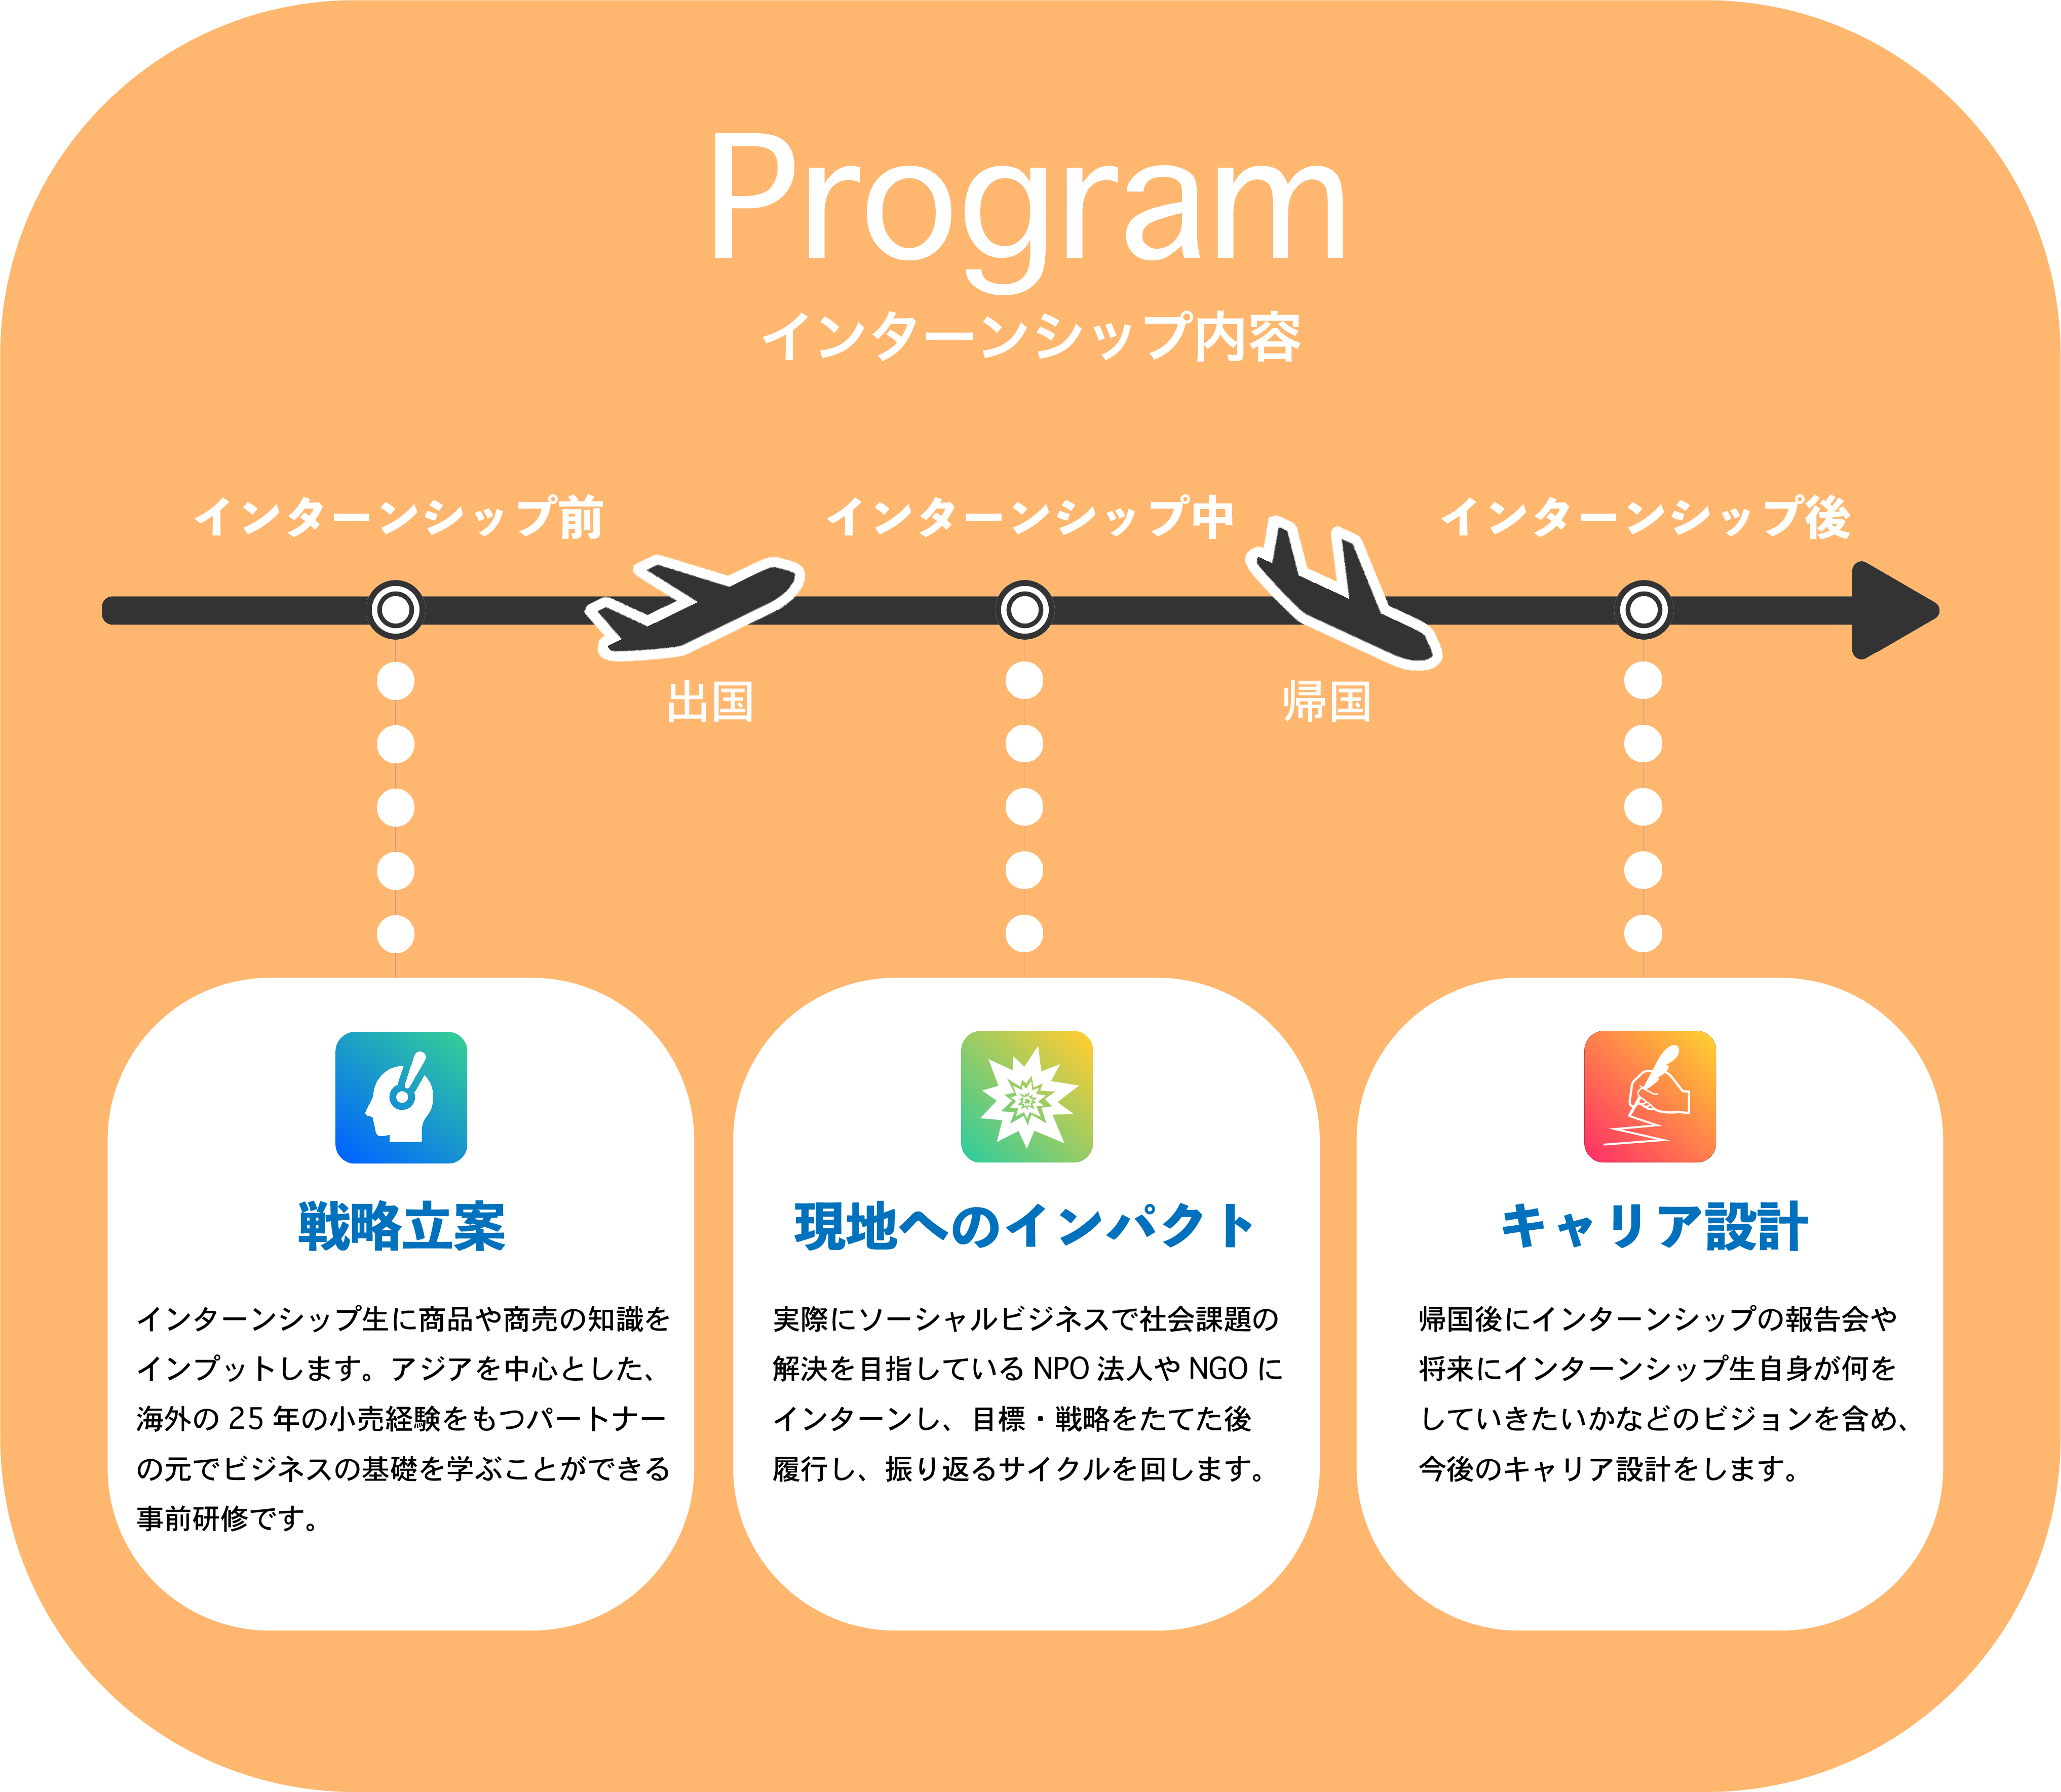 Program
インターンシップ内容
インターンシップ前
インターンシップ中
インターンシップ後
出国
帰国
戦略立案
インターンシップ生に商品や商売の知識を
インプットします。アジアを中心とした、
海外の 25 年の小売経験をもつパートナー
の元でビジネスの基礎を学ぶことができる
事前研修です。
現地へのインパクト
実際にソーシャルビジネスで社会課題の
解決を目指している NPO 法人や NGO に
インターンし、目標・戦略をたてた後
履行し、振り返るサイクルを回します。
キャリア設計
帰国後にインターンシップの報告会や
将来にインターンシップ生自身が何を
していきたいかなどのビジョンを含め、
今後のキャリア設計をします。